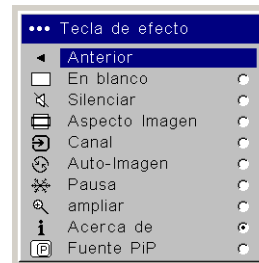 ••• Tecla de efecto
Anterior
En blanco
Silenciar
Aspecto Imagen
Canal
Auto-Imagen
Pausa
ampliar
Acerca de
Fuente PiP